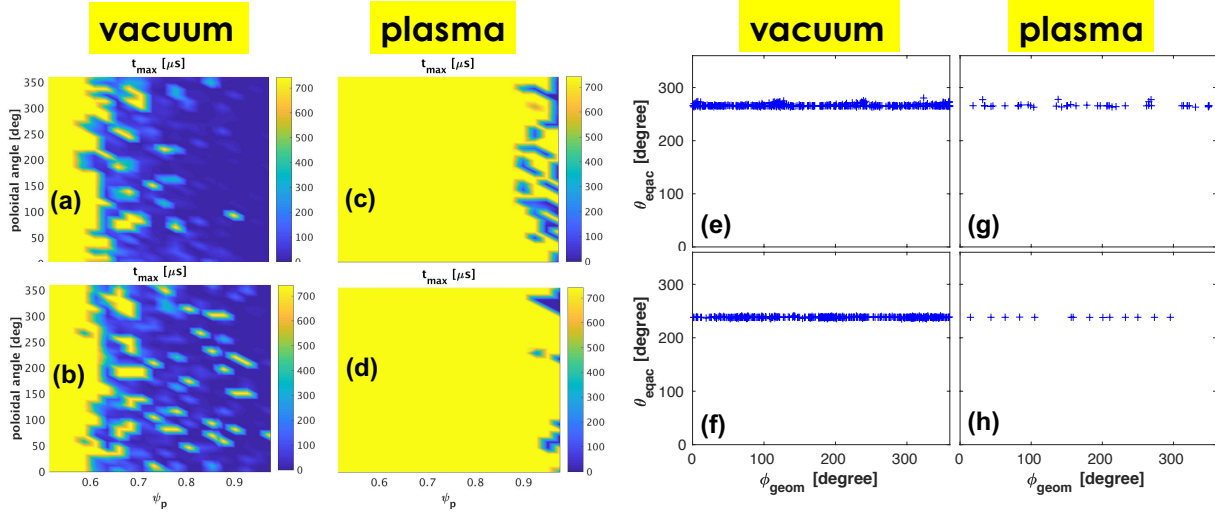 vacuum
plasma
vacuum
plasma
t_max [μs]
t_max [μs]
350
300
250
200
150
100
50
0
poloidal angle [deg]
(a)
700
600
500
400
300
200
100
(c)
700
600
500
400
300
200
100
0
t_max [μs]
t_max [μs]
350
300
250
200
150
100
50
0
poloidal angle [deg]
(b)
0.6
0.7
0.8
0.9
ψ_p
700
600
500
400
300
200
100
0
(d)
0.6
0.7
0.8
0.9
ψ_p
700
600
500
400
300
200
100
0
300
200
100
0
θ_eqac [degree]
(e)
(g)
300
200
100
0
θ_eqac [degree]
(f)
0
100
200
300
ϕ_geom [degree]
(h)
0
100
200
300
ϕ_geom [degree]